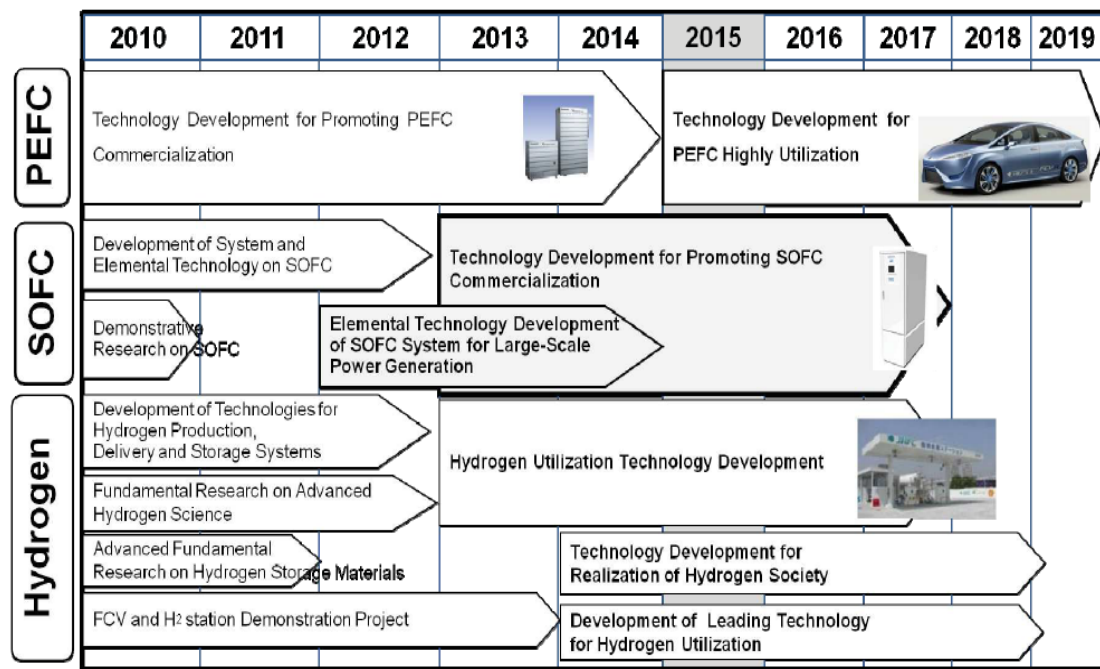 2010 2011 2012 2013 2014 2015 2016 2017 2018 2019
PEFC
Technology Development for Promoting PEFC
Commercialization
Technology Development for
PEFC Highly Utilization
SOFC
Development of System and
Elemental Technology on SOFC
Technology Development for Promoting SOFC
Commercialization
Demonstrative
Research on SOFC
Elemental Technology Development
of SOFC System for Large-Scale
Power Generation
Hydrogen
Development of Technologies for
Hydrogen Production,
Delivery and Storage Systems
Hydrogen Utilization Technology Development
Fundamental Research on Advanced
Hydrogen Science
Advanced Fundamental
Research on Hydrogen Storage Materials
Technology Development for
Realization of Hydrogen Society
FCV and H2 station Demonstration Project
Development of Leading Technology
for Hydrogen Utilization